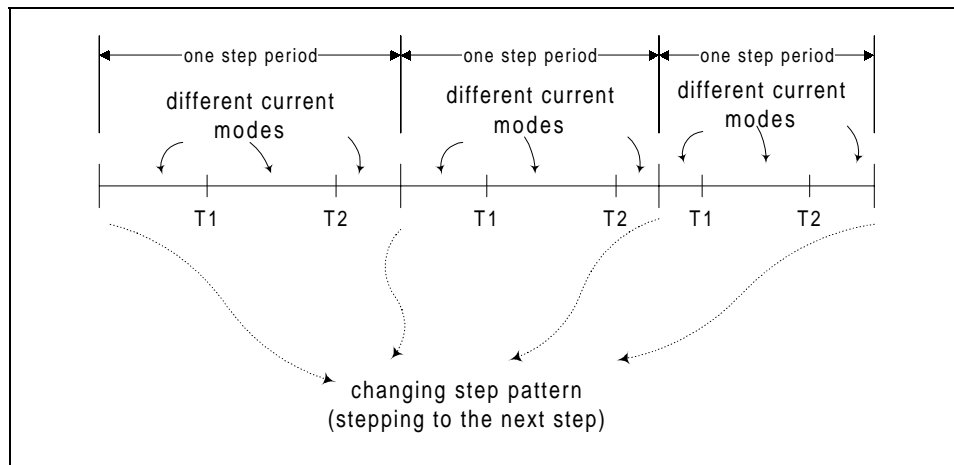 one step period one step period one step period
different current modes
different current modes
different current modes
T1 T2 T1 T2 T1 T2
changing step pattern
(stepping to the next step)